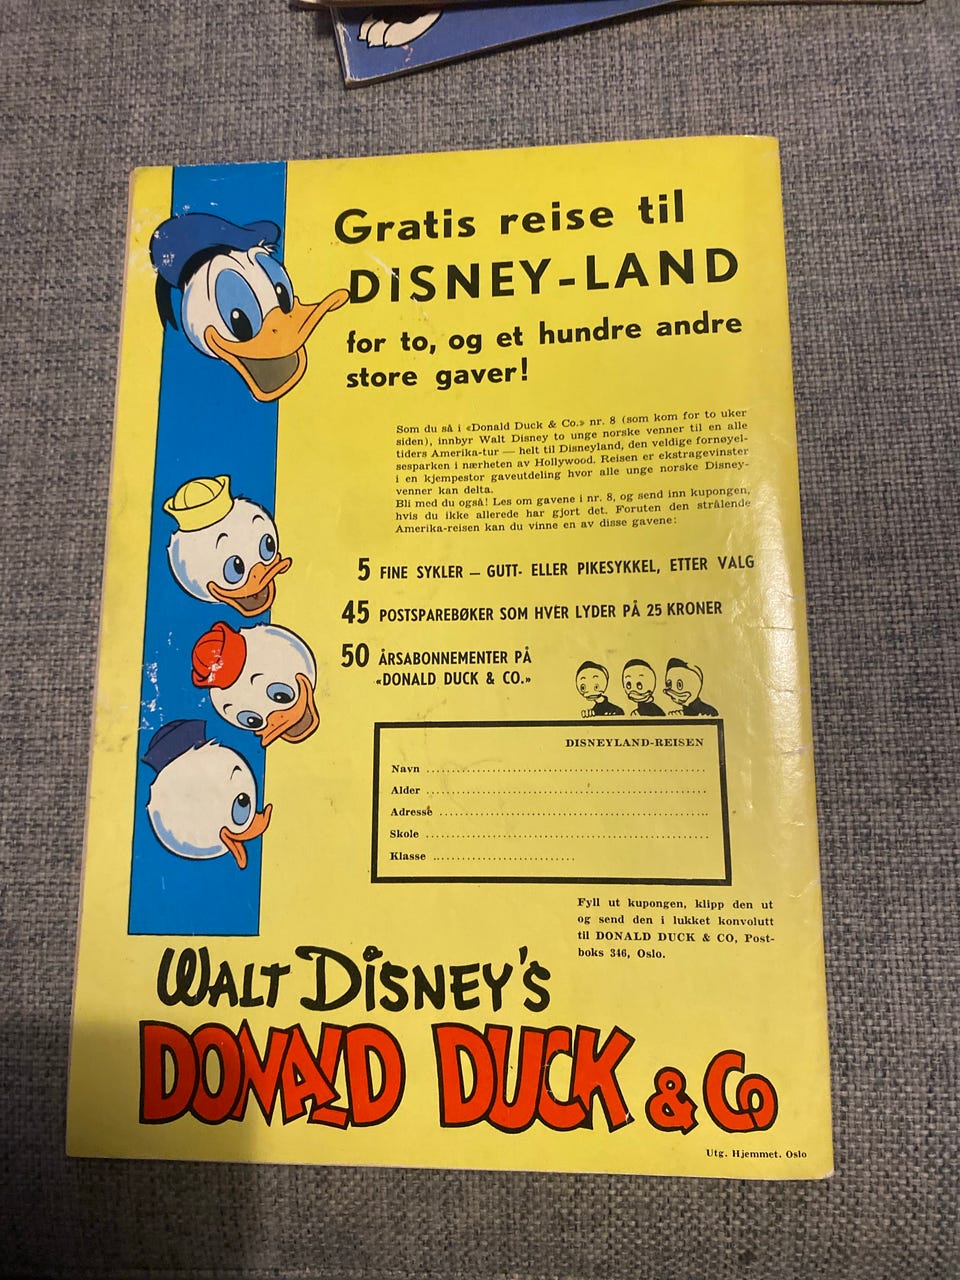 Gratis reise til
DISNEY-LAND
for to, og et hundre andre
store gaver!
Som du så i «Donald Duck & Co.» nr. 8 (som kom for to uker
siden), innbyr Walt Disney to unge norske venner til en alle
tiders Amerika-tur — helt til Disneyland, den veldige fornøyel-
sesparken i nærheten av Hollywood. Reisen er ekstragevinster
i en kjempestor gaveutdeling hvor alle unge norske Disney-
venner kan delta.
Bli med du også! Les om gavene i nr. 8, og send inn kupongen,
hvis du ikke allerede har gjort det. Foruten den strålende
Amerika-reisen kan du vinne en av disse gavene:
5 FINE SYKLER — GUTT- ELLER PIKESYKKEL, ETTER VALG
45 POSTSPAREBØKER SOM HVER LYDER PÅ 25 KRONER
50 ÅRSABONNEMENTER PÅ
«DONALD DUCK & CO.»
DISNEYLAND-REISEN
Navn
Alder
Adresse
Skole
Klasse
Fyll ut kupongen, klipp den ut
og send den i lukket konvolutt
til DONALD DUCK & CO, Post-
boks 346, Oslo.
WALT DISNEY'S
DONALD DUCK & Co
Utg. Hjemmet. Oslo